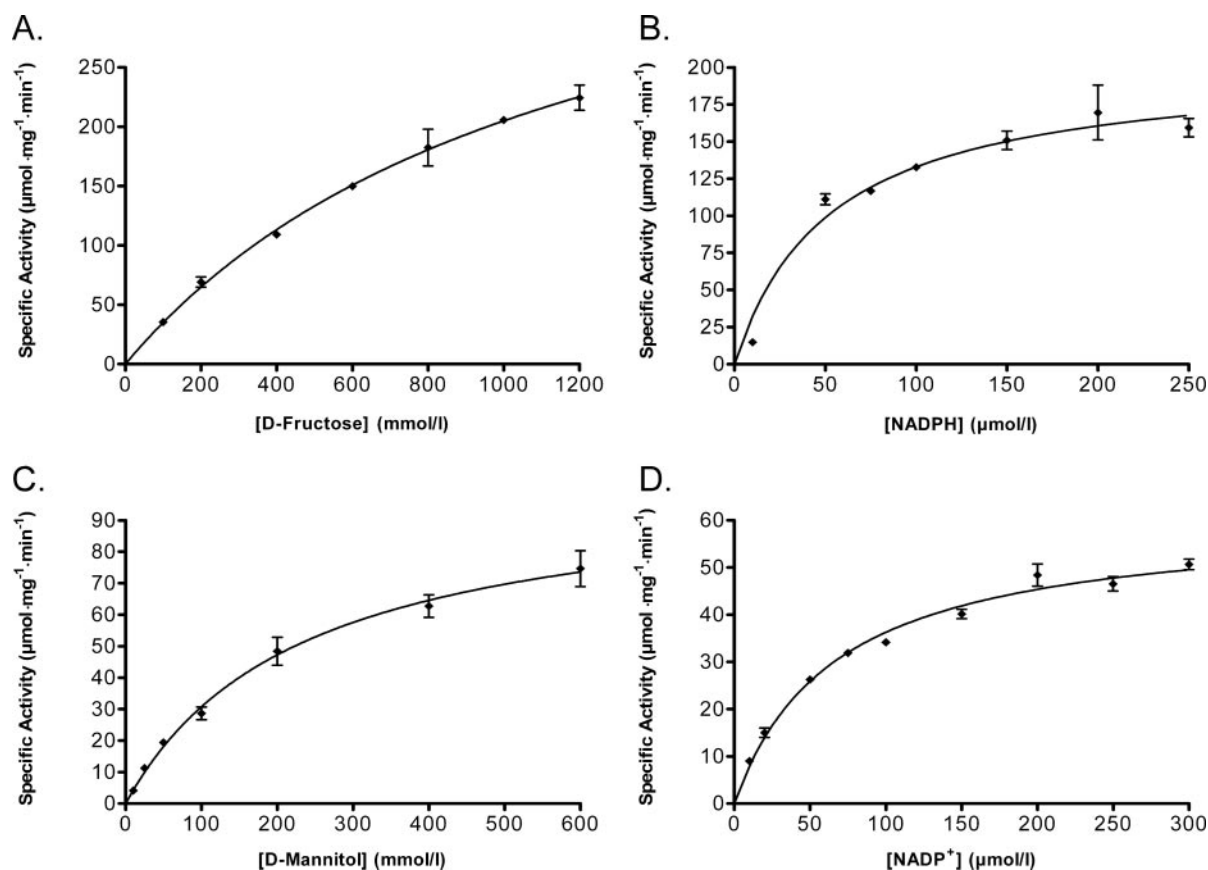 A.
Specific Activity (µmol·mg⁻¹·min⁻¹)
250
200
150
100
50
0
0 200 400 600 800 1000 1200
[D-Fructose] (mmol/l)
B.
Specific Activity (µmol·mg⁻¹·min⁻¹)
200
175
150
125
100
75
50
25
0
0 50 100 150 200 250
[NADPH] (µmol/l)
C.
Specific Activity (µmol·mg⁻¹·min⁻¹)
90
80
70
60
50
40
30
20
10
0
0 100 200 300 400 500 600
[D-Mannitol] (mmol/l)
D.
Specific Activity (µmol·mg⁻¹·min⁻¹)
60
50
40
30
20
10
0
0 50 100 150 200 250 300
[NADP⁺] (µmol/l)